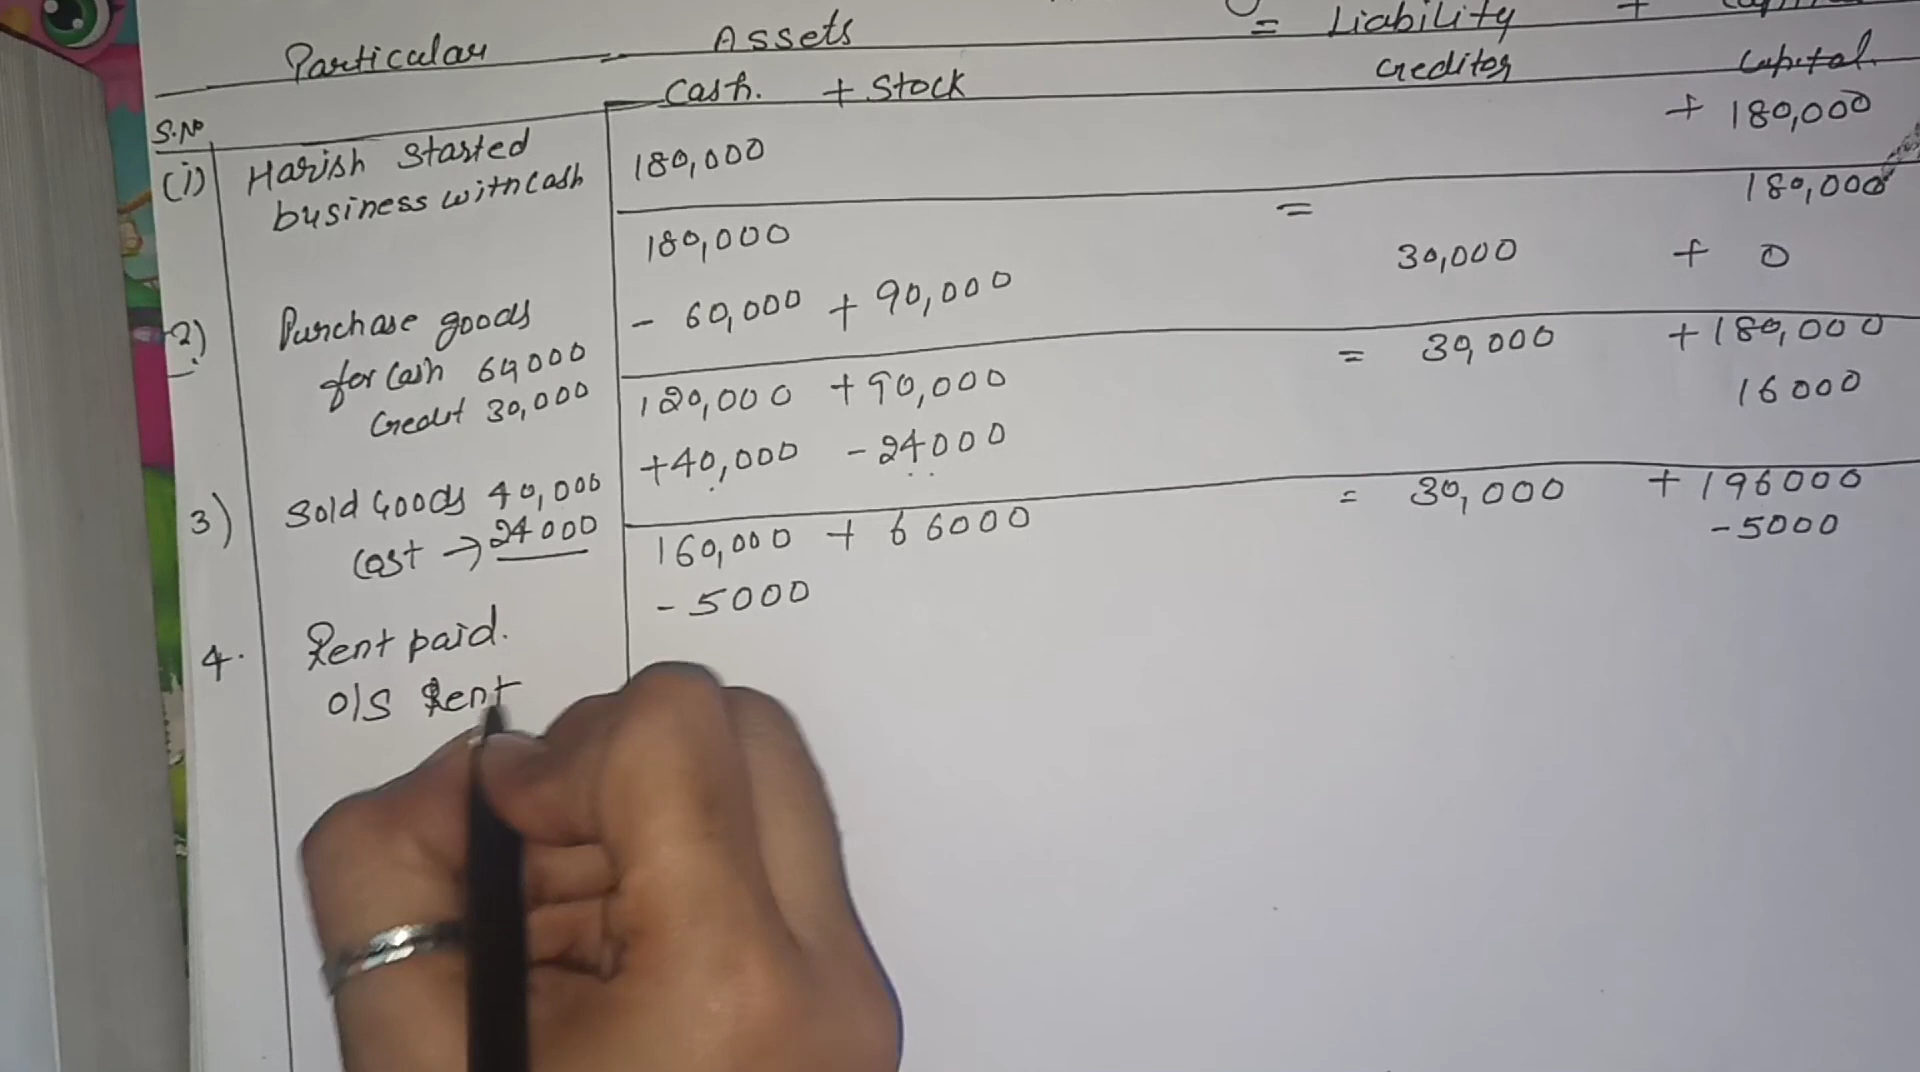 = Liability +
Particular Assets
Cash. + Stock creditor Capital.
S.No
(i) Harish started 180,000 + 180,000
business with cash
180,000 = 180,000
2) Purchase goods - 60,000 + 90,000 30,000 + 0
for Cash 60,000
Credit 30,000 120,000 + 90,000 = 30,000 + 180,000
3) Sold Goods 40,000 +40,000 - 24000 16000
Cost → 24000 160,000 + 66000 = 30,000 + 196000
4. Rent paid. - 5000 - 5000
O/S Rent